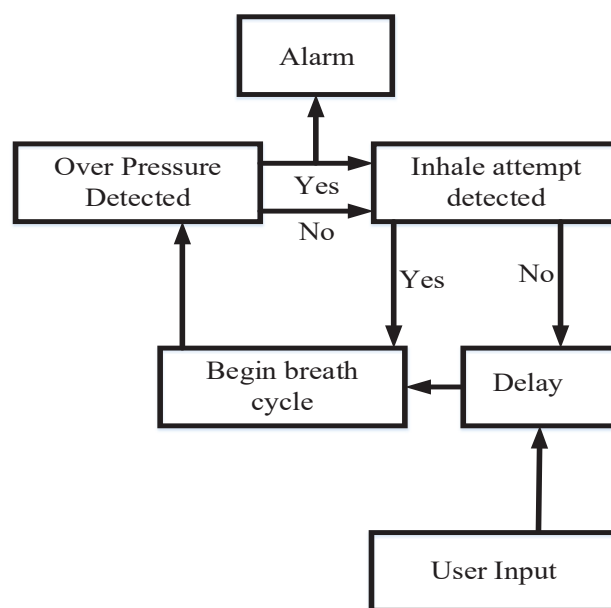 Alarm
Over Pressure
Detected
Yes
No
Inhale attempt
detected
Yes
No
Begin breath
cycle
Delay
User Input